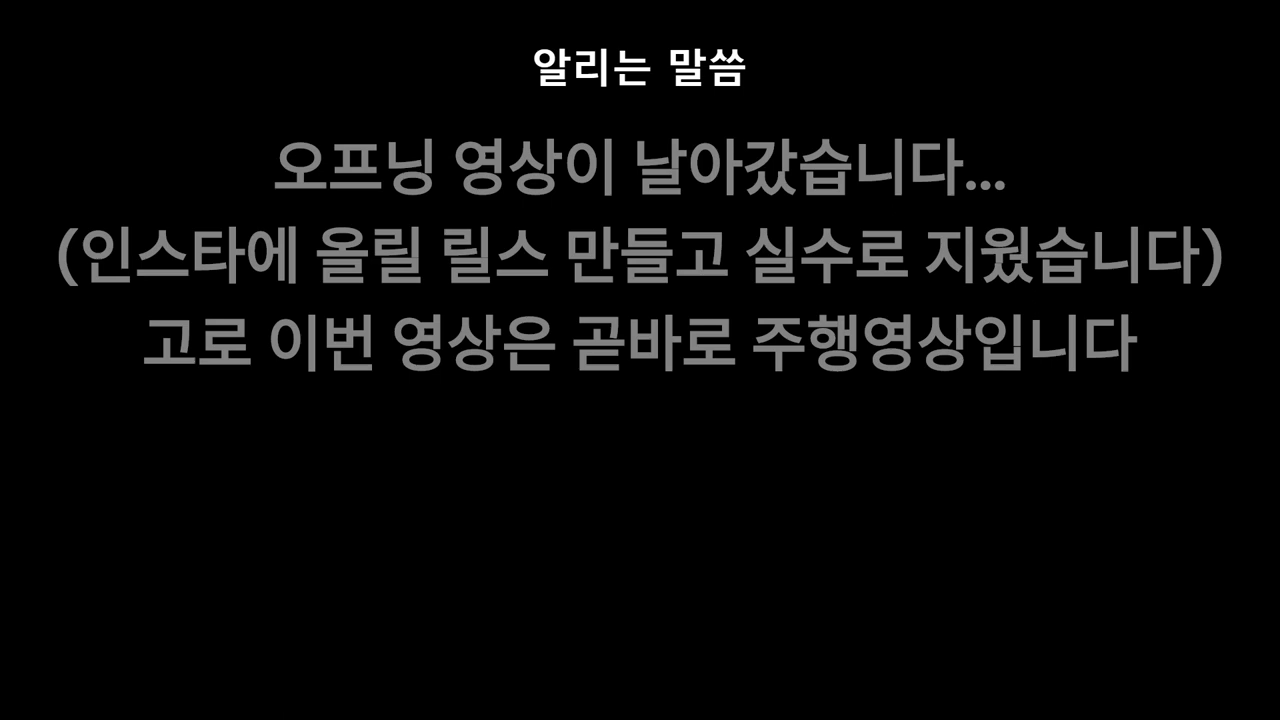 알리는 말씀
오프닝 영상이 날아갔습니다...
(인스타에 올릴 릴스 만들고 실수로 지웠습니다)
고로 이번 영상은 곧바로 주행영상입니다